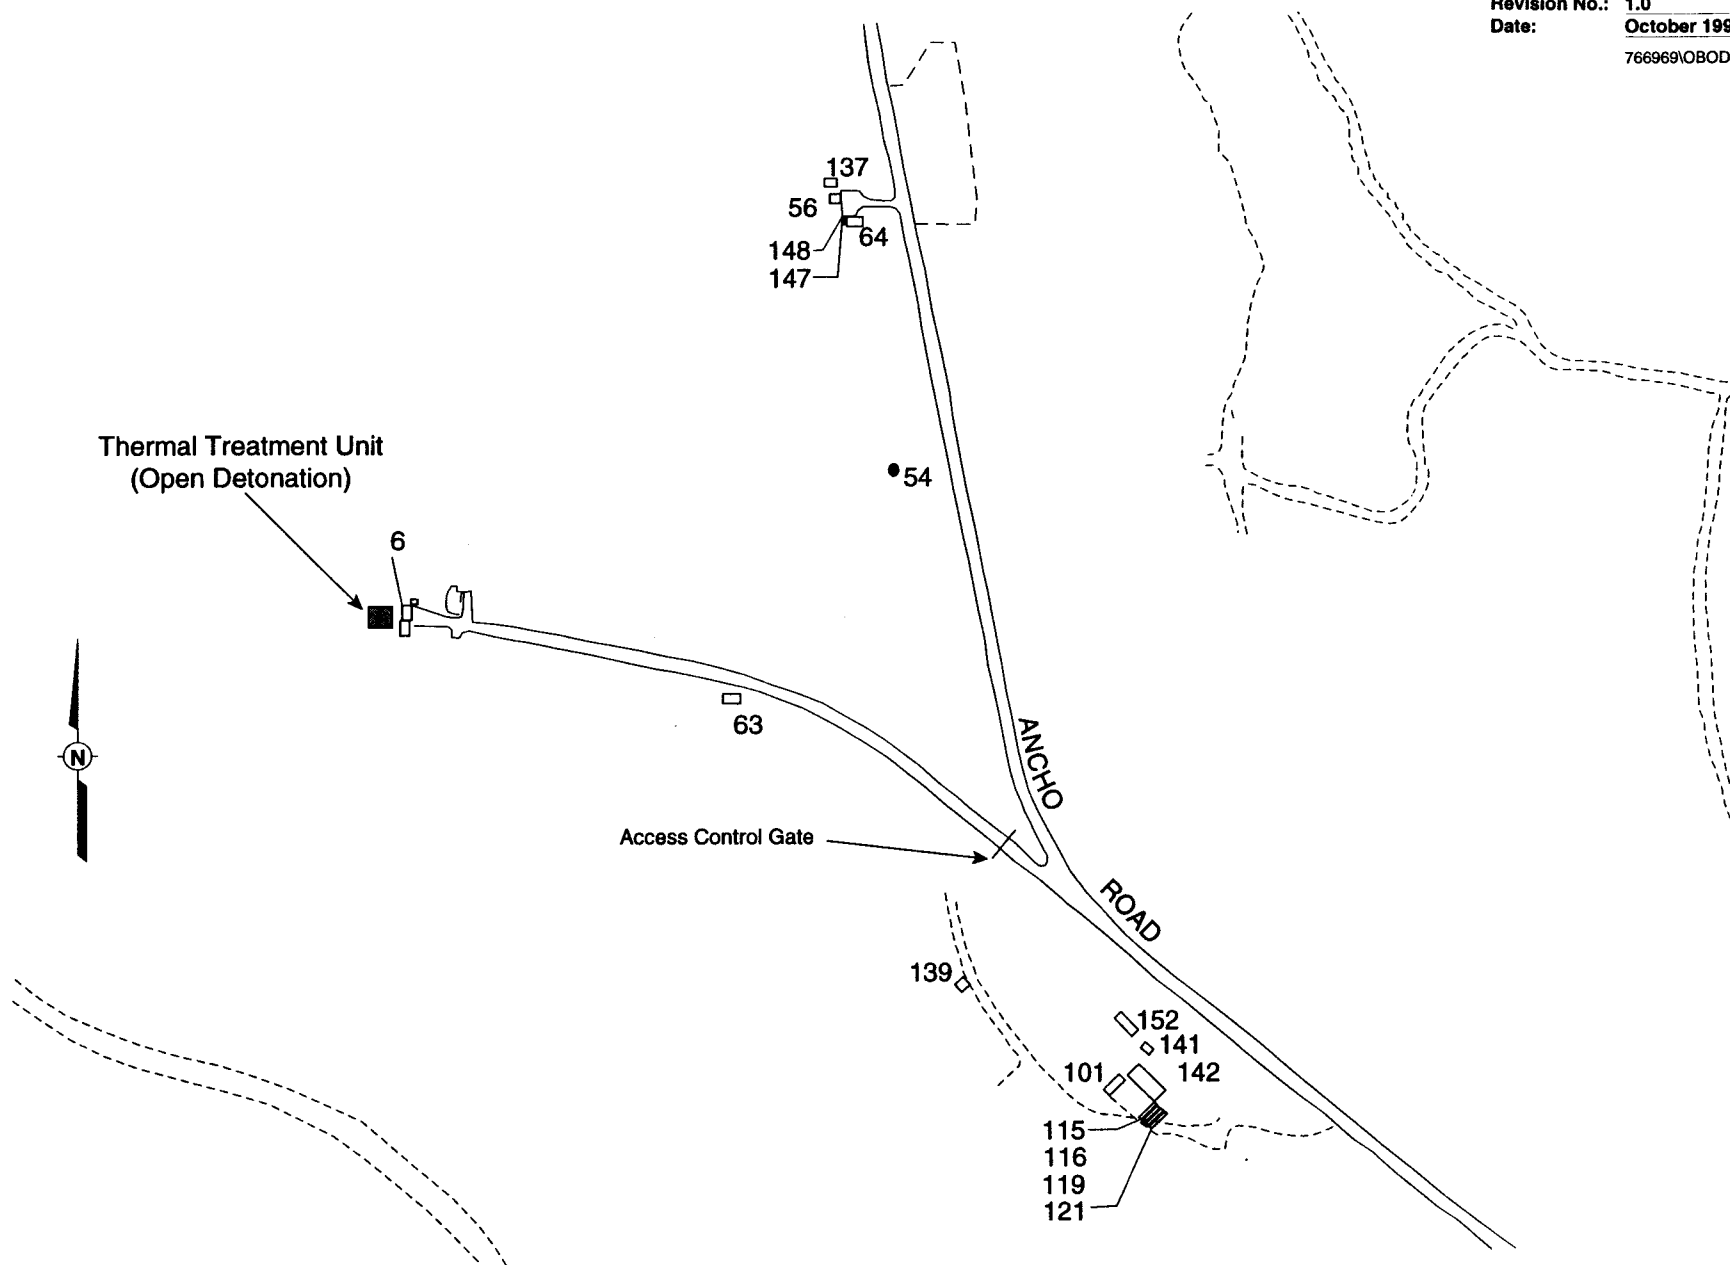 Revision No.: 1.0
Date: October 199
766969\OBOD
137
56
64
148
147
54
Thermal Treatment Unit
(Open Detonation)
6
63
N
ANCHO
Access Control Gate
ROAD
139
152
141
101
142
115
116
119
121